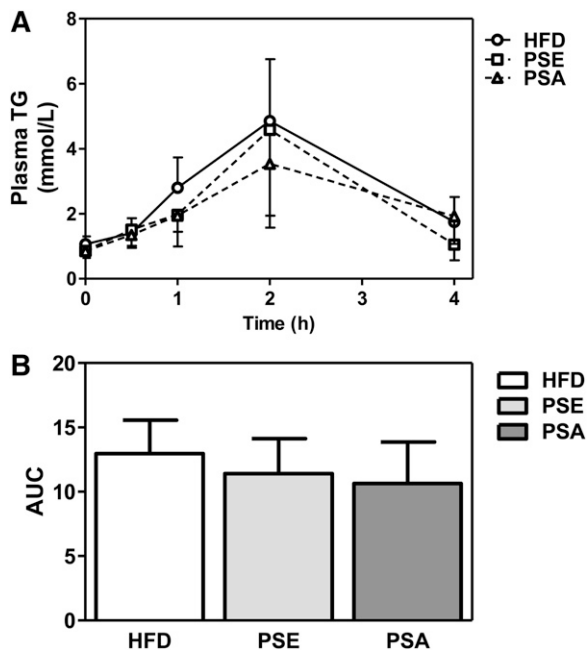 A
Plasma TG
(mmol/L)
8
6
4
2
0
0
1
2
3
4
Time (h)
HFD
PSE
PSA
B
AUC
20
15
10
5
0
HFD
PSE
PSA
HFD
PSE
PSA